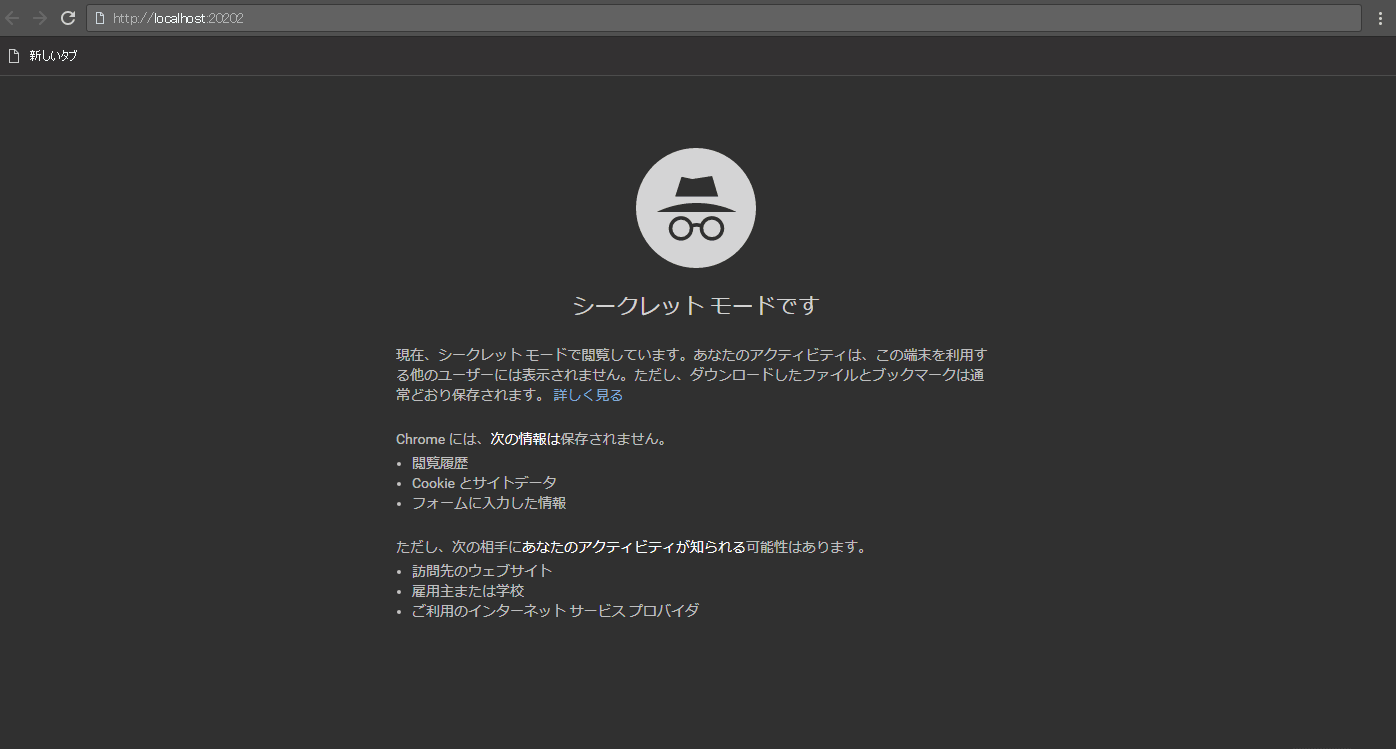 http://localhost:20202
新しいタブ
シークレット モードです
現在、シークレット モードで閲覧しています。あなたのアクティビティは、この端末を利用す
る他のユーザーには表示されません。ただし、ダウンロードしたファイルとブックマークは通
常どおり保存されます。 詳しく見る
Chrome には、次の情報は保存されません。
• 閲覧履歴
• Cookie とサイトデータ
• フォームに入力した情報
ただし、次の相手にあなたのアクティビティが知られる可能性はあります。
• 訪問先のウェブサイト
• 雇用主または学校
• ご利用のインターネット サービス プロバイダ